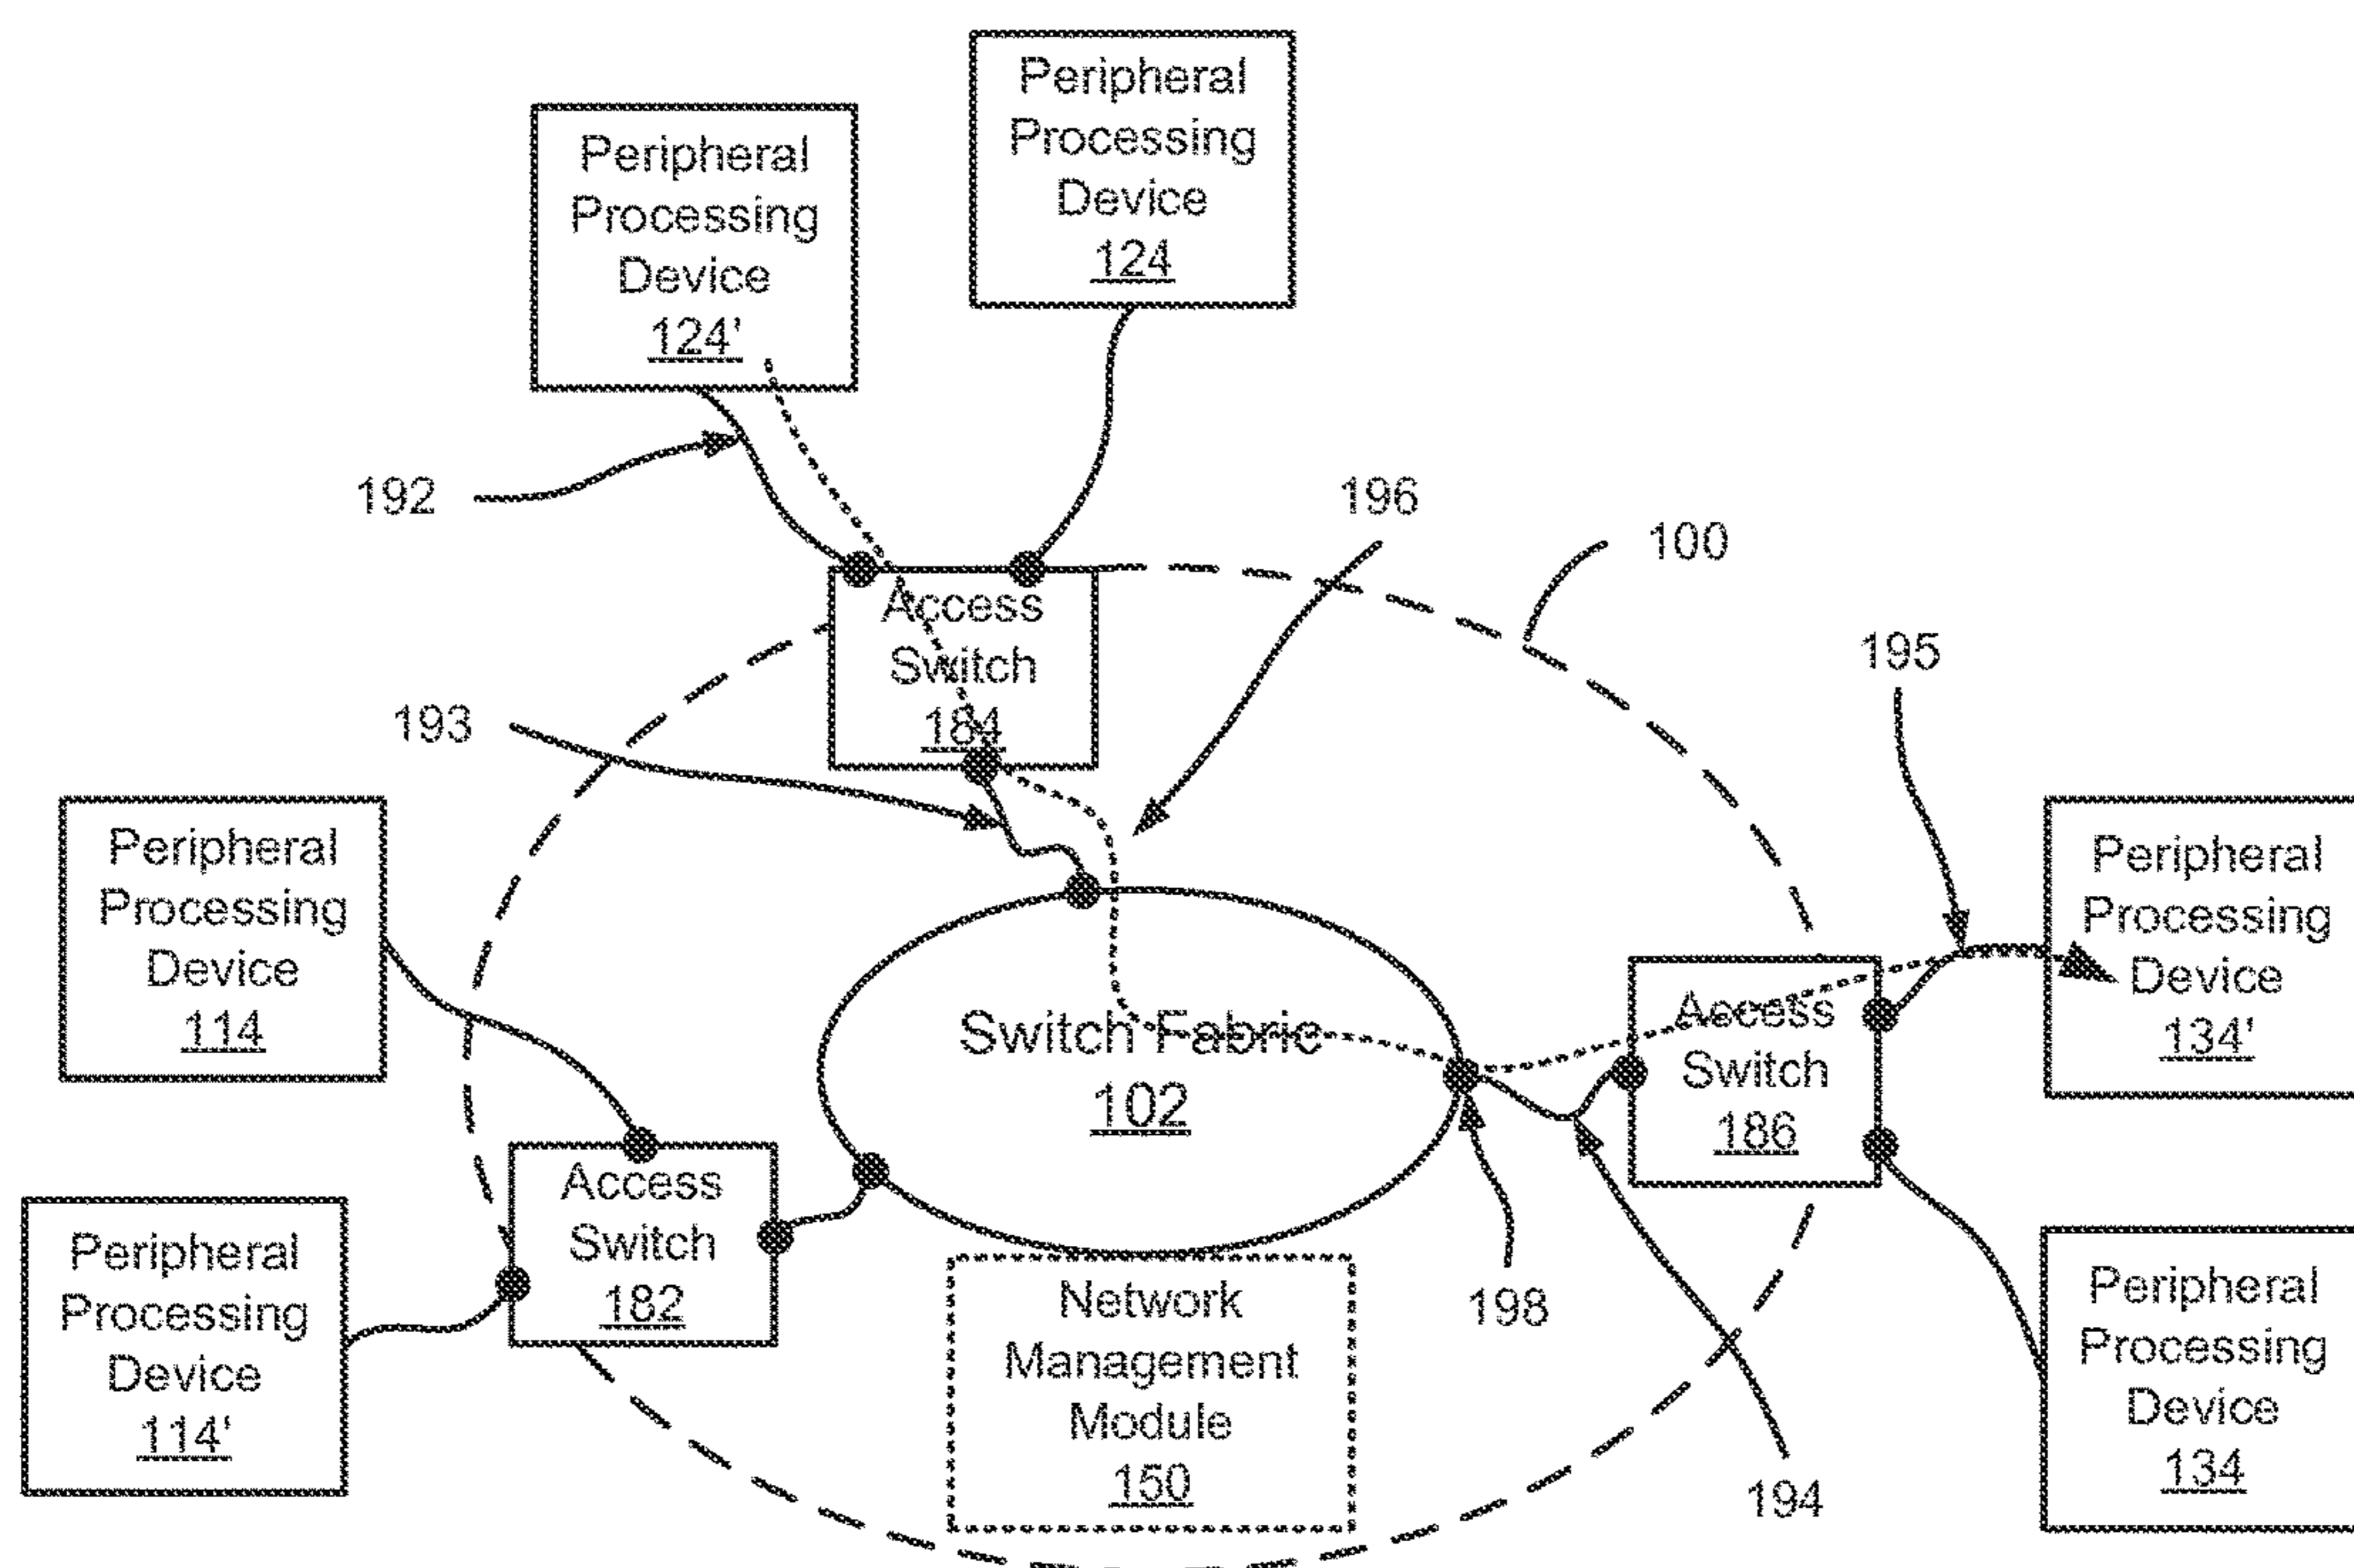 Peripheral
Processing
Device
124
Peripheral
Processing
Device
124'
192
196
100
Access
Switch
184
195
193
Peripheral
Processing
Device
114
Peripheral
Processing
Device
134'
Switch Fabric
102
Access
Switch
186
Access
Switch
182
Peripheral
Processing
Device
114'
Network
Management
Module
150
198
194
Peripheral
Processing
Device
134